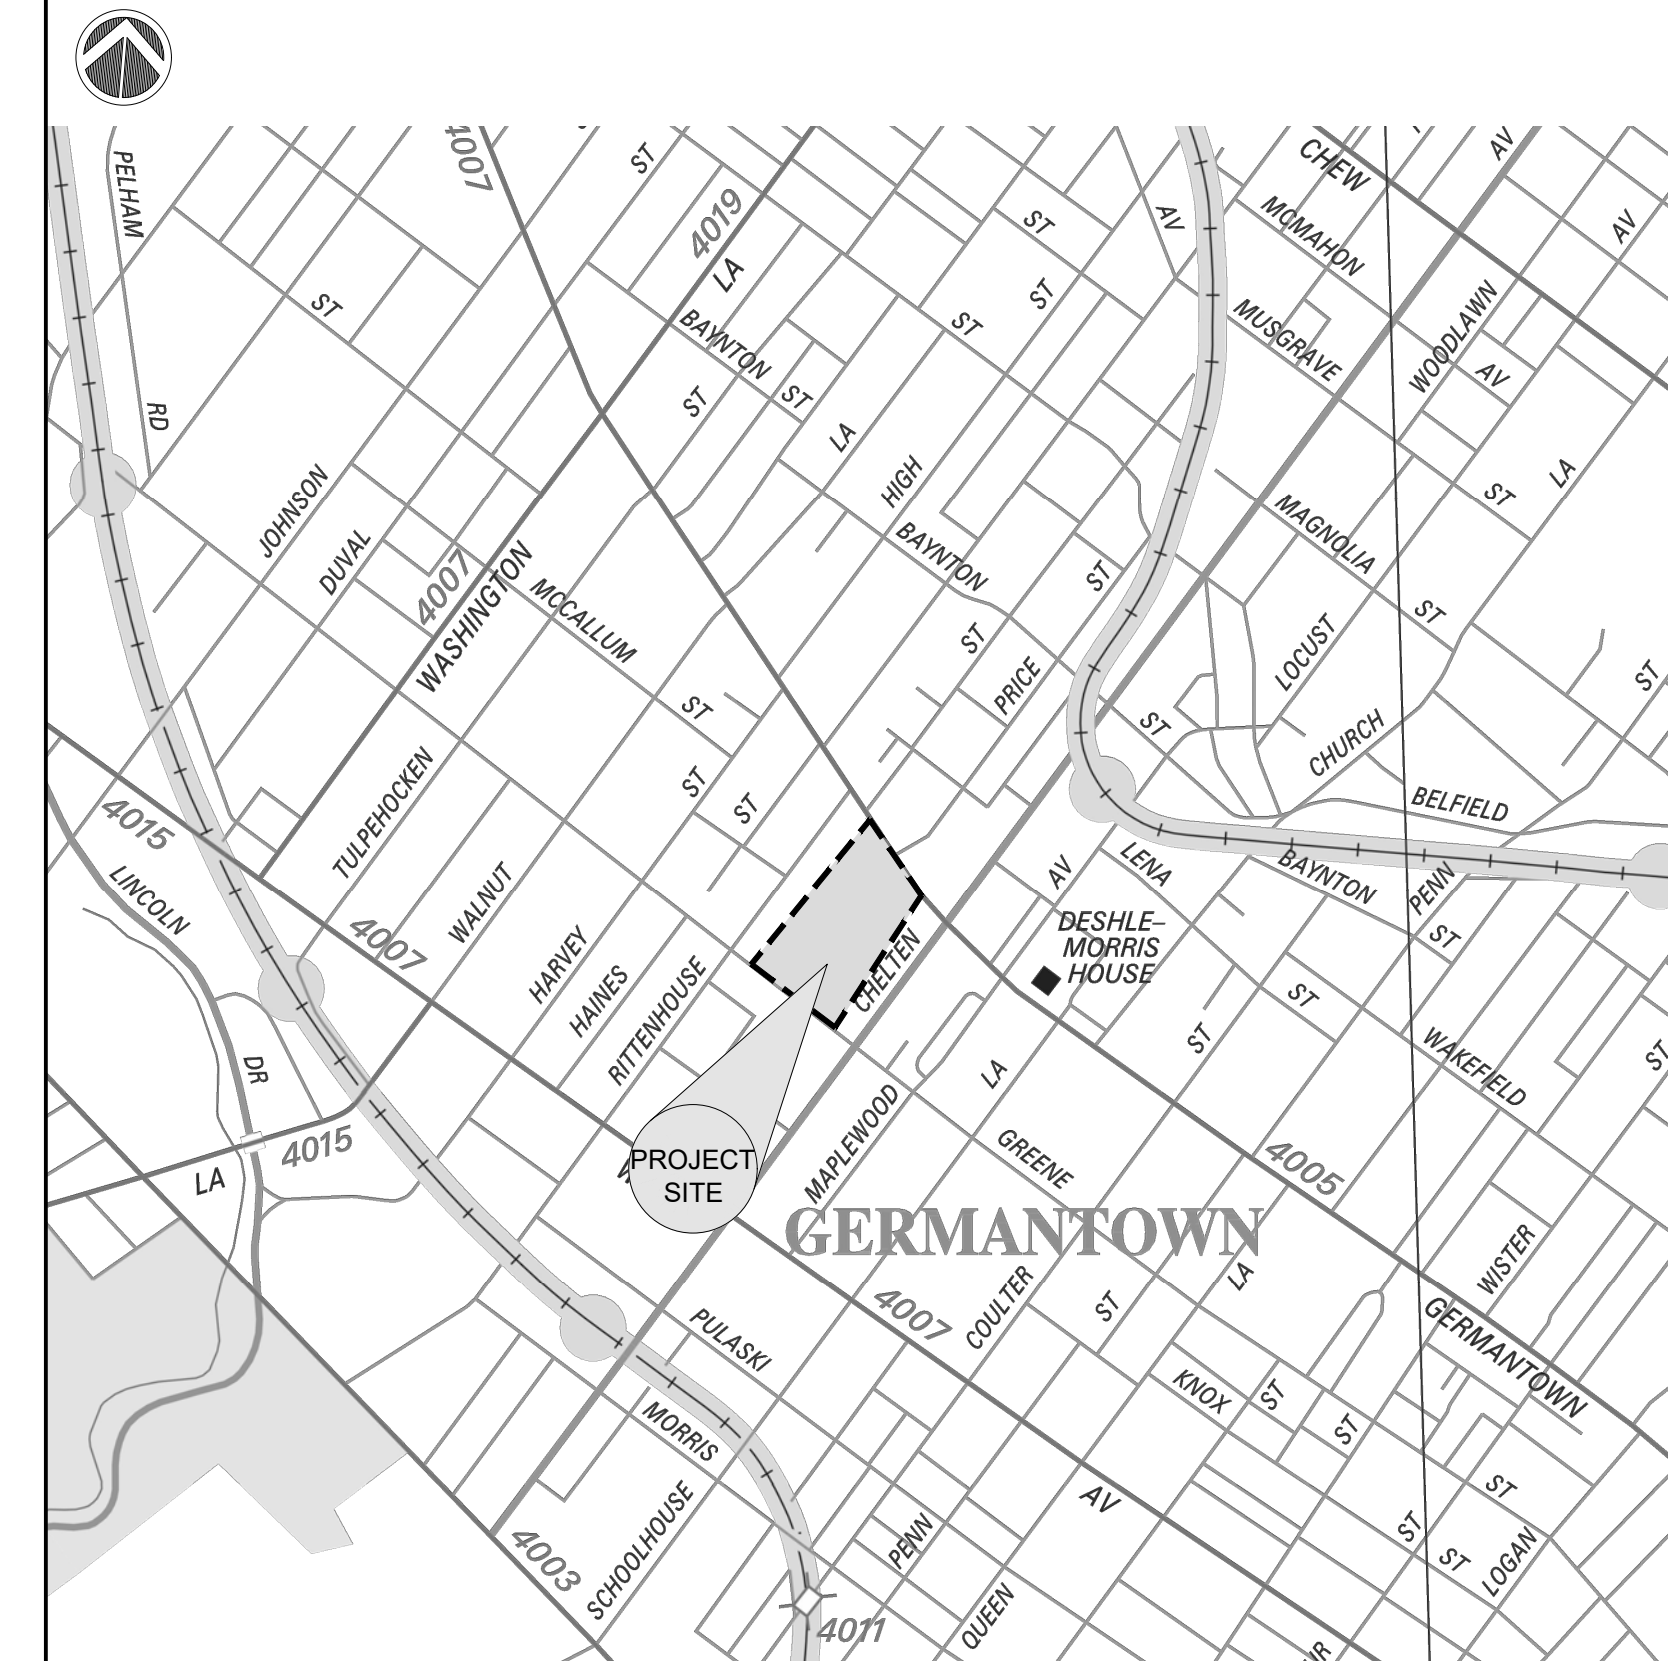 4007
CHEW
AV
PELHAM
ST
4019
LA
ST
AV
MCMAHON
AV
ST
BAYNTON
ST
ST
MUSGRAVE
WOODLAWN
AV
RD
ST
ST
LA
HIGH
JOHNSON
DUVAL
4007
WASHINGTON
MCCALLUM
BAYNTON
ST
MAGNOLIA
ST
LA
ST
LOCUST
ST
ST
PRICE
ST
ST
CHURCH
BELFIELD
4015
TULPEHOCKEN
ST
ST
LINCOLN
WALNUT
4007
HARVEY
HAINES
RITTENHOUSE
CHELTEN
AV
LENA
BAYNTON
PENN
ST
DESHLE–
MORRIS
HOUSE
ST
ST
WAKEFIELD
ST
DR
4015
LA
PROJECT
SITE
MAPLEWOOD
LA
GREENE
4005
GERMANTOWN
WISTER
LA
4007
COULTER
ST
GERMANTOWN
PULASKI
KNOX
ST
ST
MORRIS
AV
ST
4003
SCHOOLHOUSE
PENN
ST
ST
LOGAN
QUEEN
4011